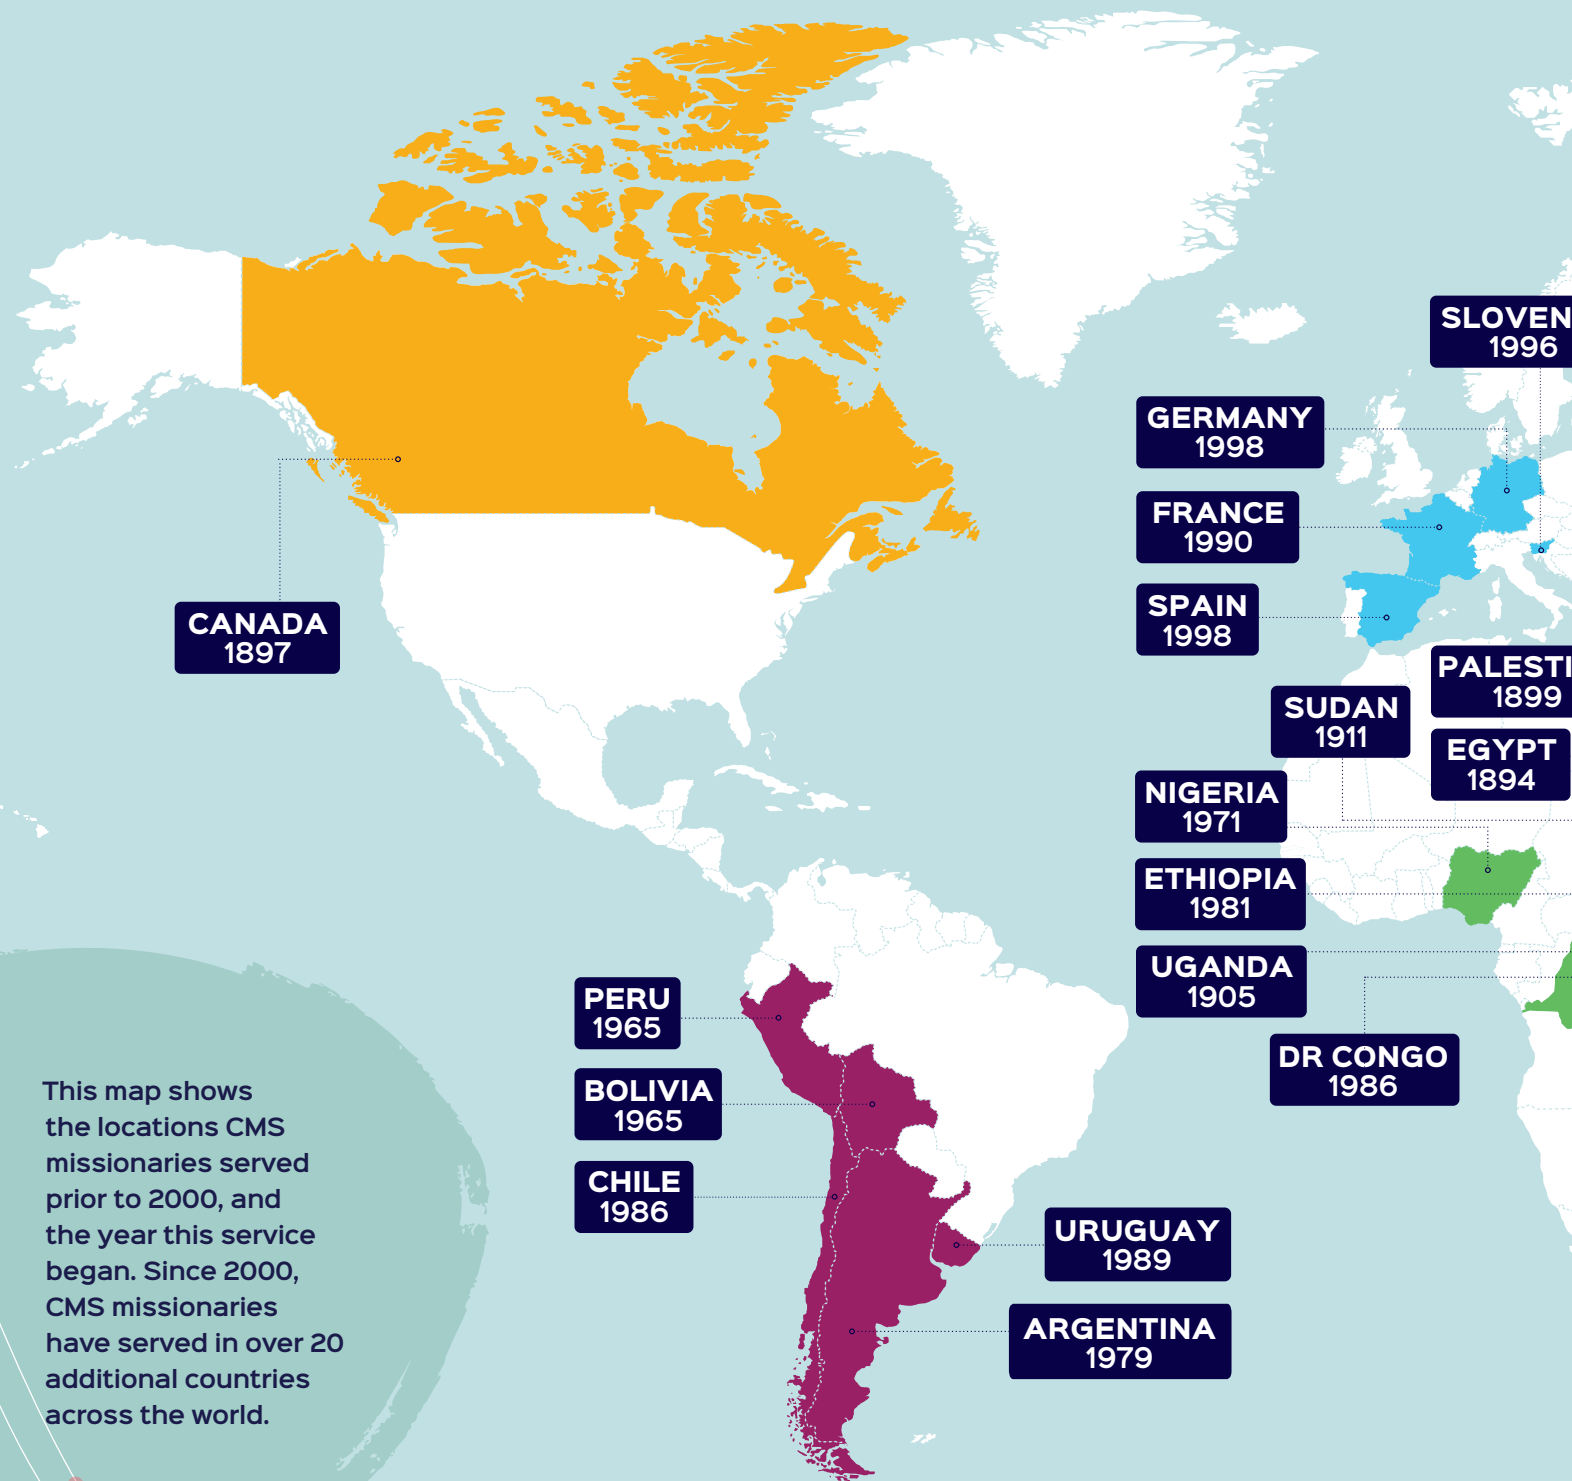 SLOVEN
1996
GERMANY
1998
FRANCE
1990
SPAIN
1998
CANADA
1897
PALESTI
1899
SUDAN
1911
EGYPT
1894
NIGERIA
1971
ETHIOPIA
1981
UGANDA
1905
DR CONGO
1986
PERU
1965
BOLIVIA
1965
CHILE
1986
URUGUAY
1989
ARGENTINA
1979
This map shows
the locations CMS
missionaries served
prior to 2000, and
the year this service
began. Since 2000,
CMS missionaries
have served in over 20
additional countries
across the world.